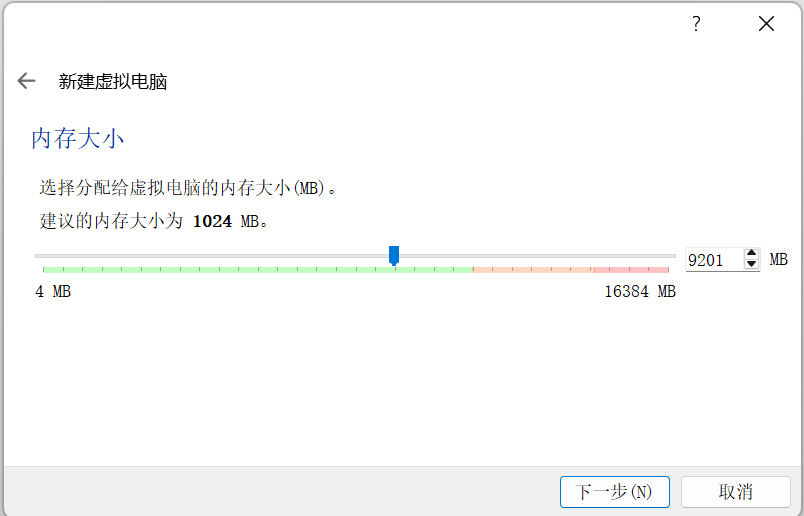 ?
新建虚拟电脑
内存大小
选择分配给虚拟电脑的内存大小(MB)。
建议的内存大小为 1024 MB。
9201 MB
4 MB 16384 MB
下一步(N) 取消